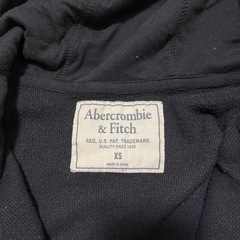 Abercrombie
& Fitch
REG. U.S. PAT. TRADEMARK
QUALITY SINCE 1892
XS
MADE IN CHINA